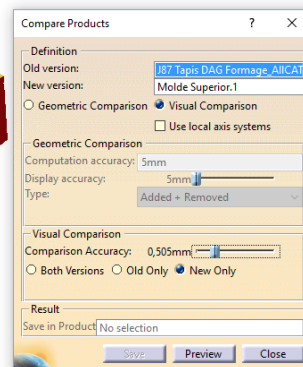 Compare Products ? ×
Definition
Old version: J87 Tapis DAG Formage_AllCAT
New version: Molde Superior.1
Geometric Comparison Visual Comparison
Use local axis systems
Geometric Comparison
Computation accuracy: 5mm
Display accuracy: 5mm
Type: Added + Removed
Visual Comparison
Comparison Accuracy: 0,505mm
Both Versions Old Only New Only
Result
Save in Product No selection
Save Preview Close